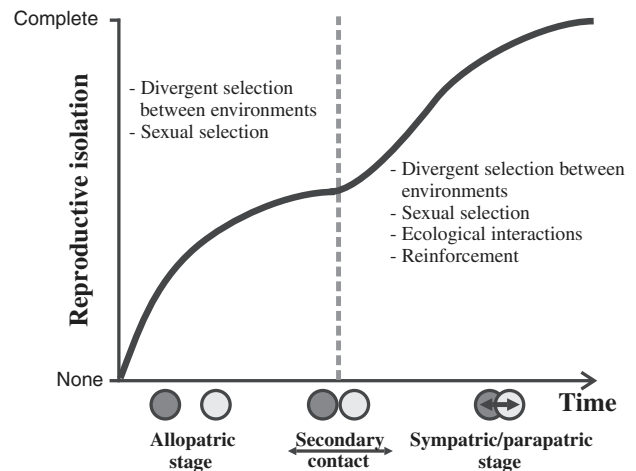 Complete
Reproductive isolation
- Divergent selection
between environments
- Sexual selection
- Divergent selection between
environments
- Sexual selection
- Ecological interactions
- Reinforcement
None
Time
Allopatric
stage
Secondary
contact
Sympatric/parapatric
stage